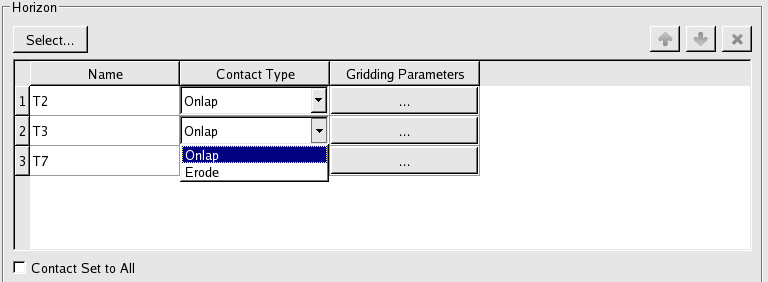 Horizon
Select...
Name Contact Type Gridding Parameters
1 T2 Onlap ...
2 T3 Onlap ...
Onlap
3 T7 ...
Erode
Contact Set to All